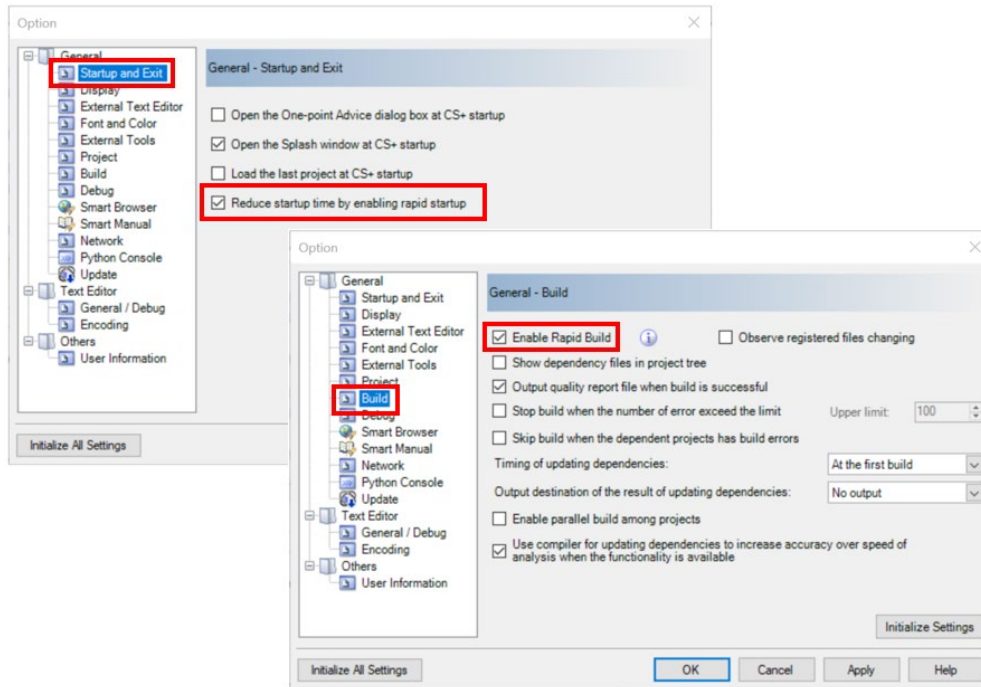 Option
General
Startup and Exit
Display
External Text Editor
Font and Color
External Tools
Project
Build
Debug
Smart Browser
Smart Manual
Network
Python Console
Update
Text Editor
General / Debug
Encoding
Others
User Information
General - Startup and Exit
Open the One-point Advice dialog box at CS+ startup
Open the Splash window at CS+ startup
Load the last project at CS+ startup
Reduce startup time by enabling rapid startup
Initialize All Settings
Option
General
Startup and Exit
Display
External Text Editor
Font and Color
External Tools
Project
Build
Debug
Smart Browser
Smart Manual
Network
Python Console
Update
Text Editor
General / Debug
Encoding
Others
User Information
General - Build
Enable Rapid Build Observe registered files changing
Show dependency files in project tree
Output quality report file when build is successful
Stop build when the number of error exceed the limit Upper limit: 100
Skip build when the dependent projects has build errors
Timing of updating dependencies: At the first build
Output destination of the result of updating dependencies: No output
Enable parallel build among projects
Use compiler for updating dependencies to increase accuracy over speed of
analysis when the functionality is available
Initialize Settings
Initialize All Settings OK Cancel Apply Help